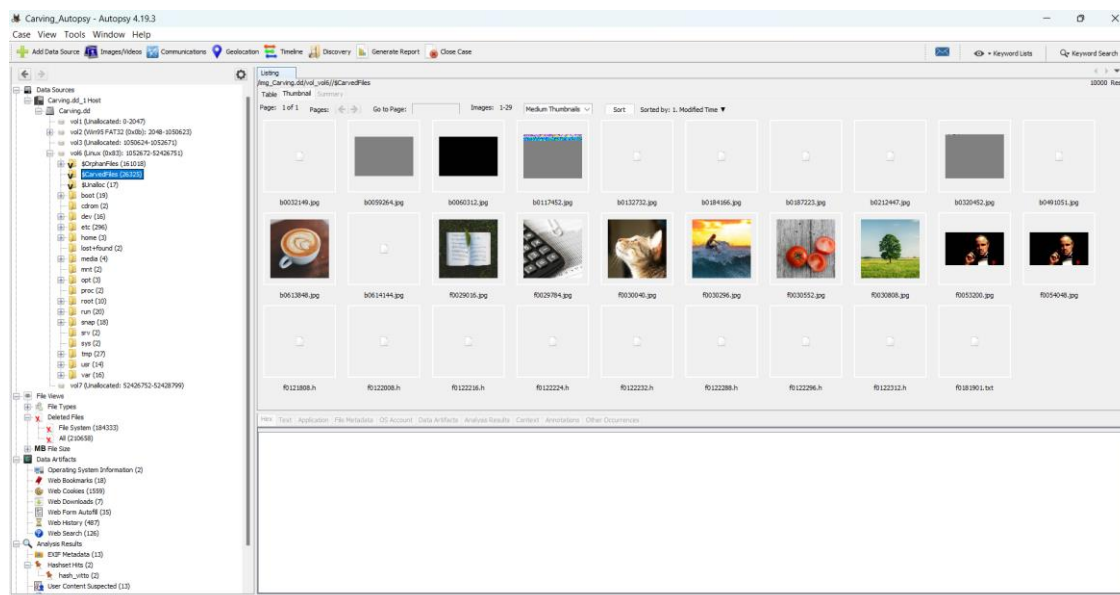 Carving_Autopsy - Autopsy 4.19.3
Case View Tools Window Help
Add Data Source Images/Videos Communications Geolocation Timeline Discovery Generate Report Close Case Keyword Lists Keyword Search
Data Sources
Carving.dd_1 Host
Carving.dd
vol1 (Unallocated: 0-2047)
vol2 (Win95 FAT32 (0x0b): 2048-1050623)
vol3 (Unallocated: 1050624-1052671)
vol6 (Linux (0x83): 1052672-52426751)
$OrphanFiles (161018)
$CarvedFiles (26325)
$Unalloc (17)
boot (19)
cdrom (2)
dev (16)
etc (296)
home (3)
lost+found (2)
media (4)
mnt (2)
opt (3)
proc (2)
root (10)
run (20)
snap (18)
srv (2)
sys (2)
tmp (27)
usr (14)
var (16)
vol7 (Unallocated: 52426752-52428799)
File Views
File Types
Deleted Files
File System (184333)
All (210658)
MB File Size
Data Artifacts
Operating System Information (2)
Web Bookmarks (18)
Web Cookies (1559)
Web Downloads (7)
Web Form Autofill (35)
Web History (487)
Web Search (126)
Analysis Results
EXIF Metadata (13)
Hashset Hits (2)
hash_vitto (2)
User Content Suspected (13)
Listing
/img_Carving.dd/vol_vol6//$CarvedFiles
10000 Res
Table Thumbnail Summary
Page: 1 of 1 Pages: Go to Page: Images: 1-29 Medium Thumbnails Sort Sorted by: 1. Modified Time ▼
b0032149.jpg b0059264.jpg b0060312.jpg b0117452.jpg b0132732.jpg b0184166.jpg b0187223.jpg b0212447.jpg b0320452.jpg b0491051.jpg
b0613848.jpg b0614144.jpg f0029016.jpg f0029784.jpg f0030040.jpg f0030296.jpg f0030552.jpg f0030808.jpg f0053200.jpg f0054048.jpg
f0121808.h f0122008.h f0122216.h f0122224.h f0122232.h f0122288.h f0122296.h f0122312.h f0181901.txt
Hex Text Application File Metadata OS Account Data Artifacts Analysis Results Context Annotations Other Occurrences